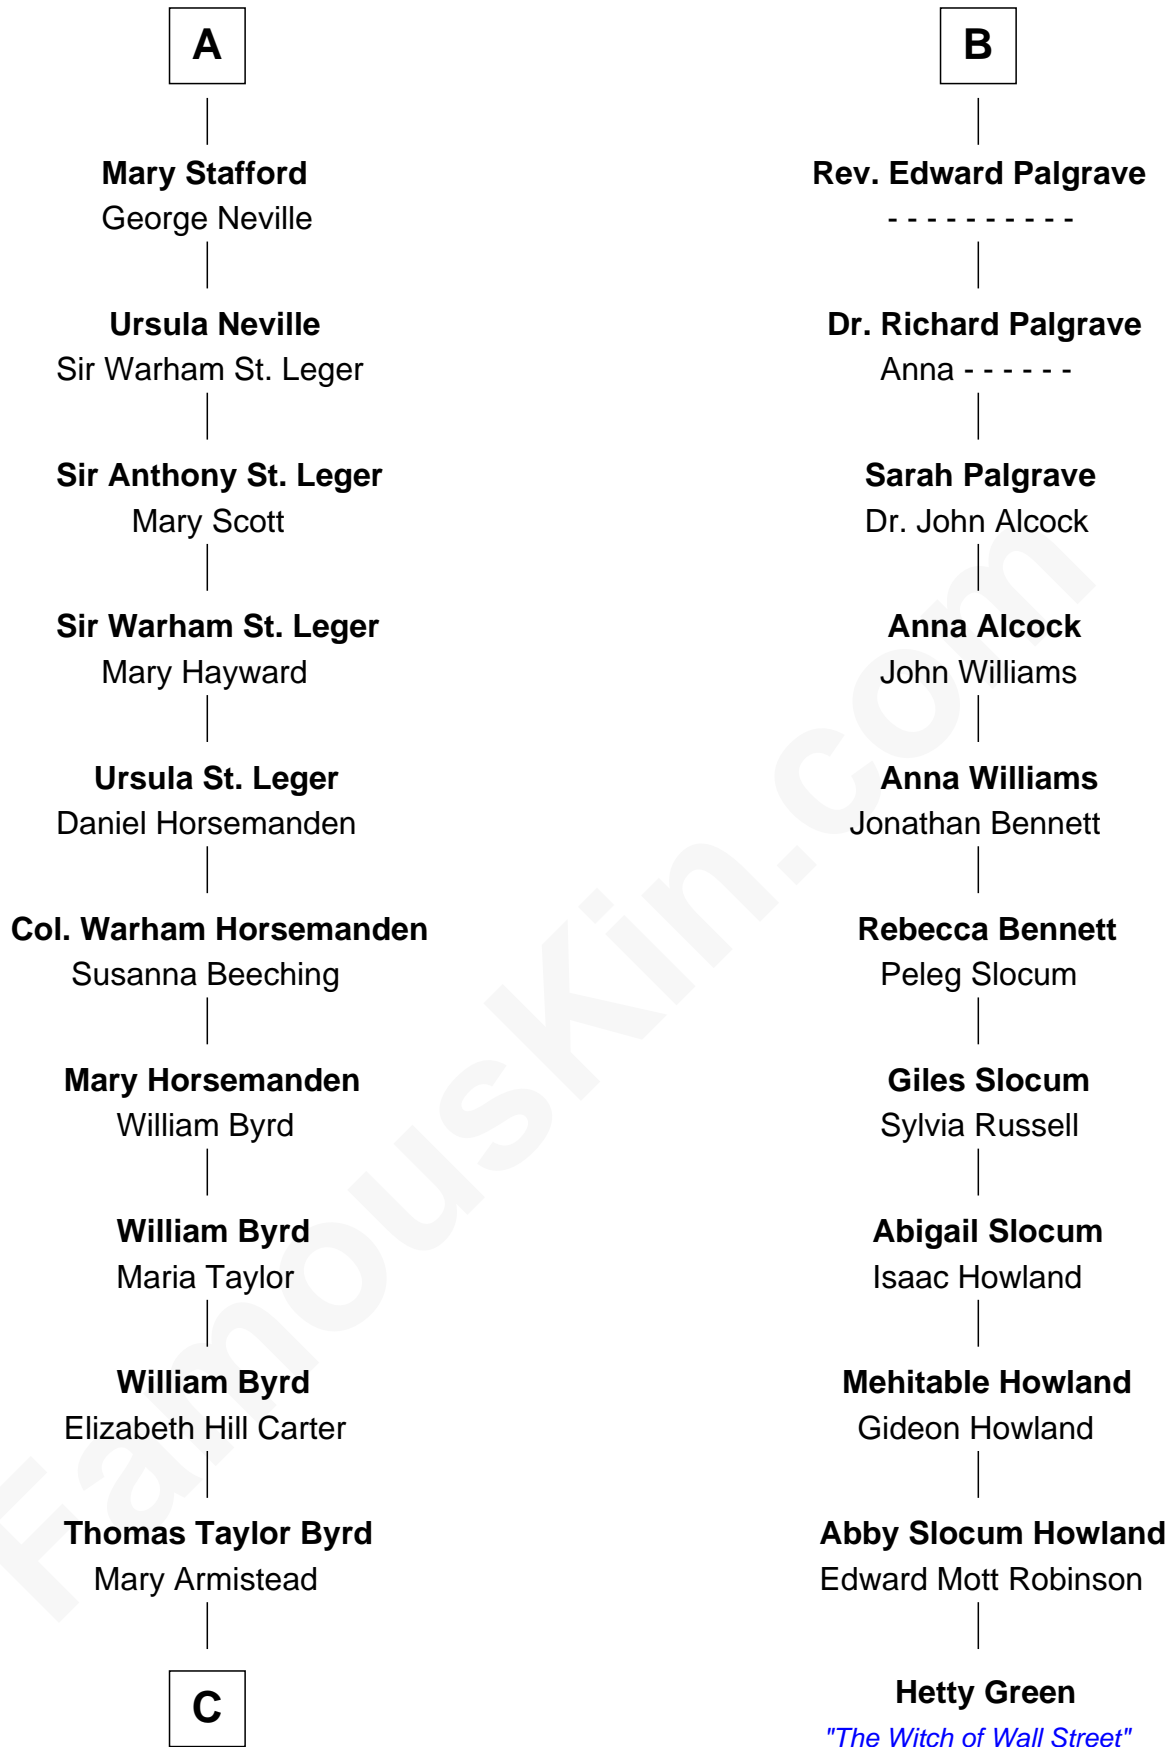 A
Mary Stafford
George Neville
Ursula Neville
Sir Warham St. Leger
Sir Anthony St. Leger
Mary Scott
Sir Warham St. Leger
Mary Hayward
Ursula St. Leger
Daniel Horsemanden
Col. Warham Horsemanden
Susanna Beeching
Mary Horsemanden
William Byrd
William Byrd
Maria Taylor
William Byrd
Elizabeth Hill Carter
Thomas Taylor Byrd
Mary Armistead
C
B
Rev. Edward Palgrave
- - - - - - - - - -
Dr. Richard Palgrave
Anna - - - - - -
Sarah Palgrave
Dr. John Alcock
Anna Alcock
John Williams
Anna Williams
Jonathan Bennett
Rebecca Bennett
Peleg Slocum
Giles Slocum
Sylvia Russell
Abigail Slocum
Isaac Howland
Mehitable Howland
Gideon Howland
Abby Slocum Howland
Edward Mott Robinson
Hetty Green
"The Witch of Wall Street"
FamousKin.com